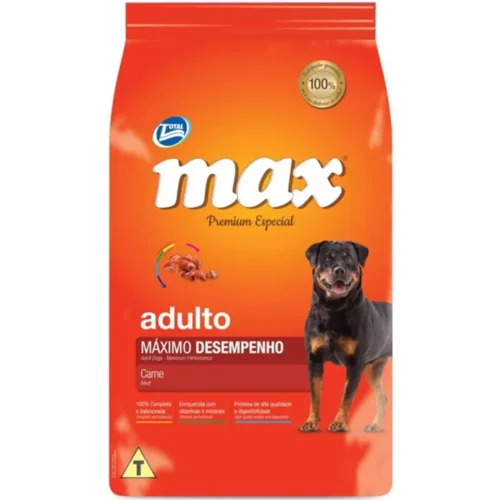 100%
TOTAL
max
Premium Especial
adulto
MÁXIMO DESEMPENHO
Adult Dogs - Maximum Performance
Carne
Meat
100% Completa
e balanceada
Enriquecida com
vitaminas e minerais
Proteína de alta qualidade
e digestibilidade
T